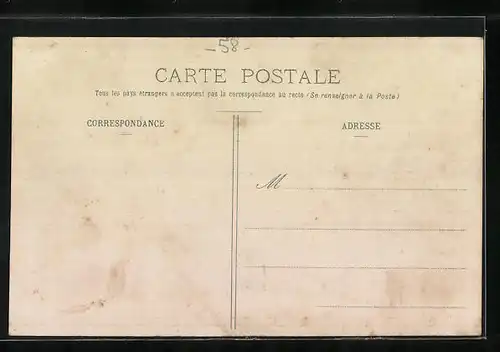 -58-
CARTE POSTALE
Tous les pays étrangers n'acceptent pas la correspondance au recto (Se renseigner à la Poste)
CORRESPONDANCE
ADRESSE
M